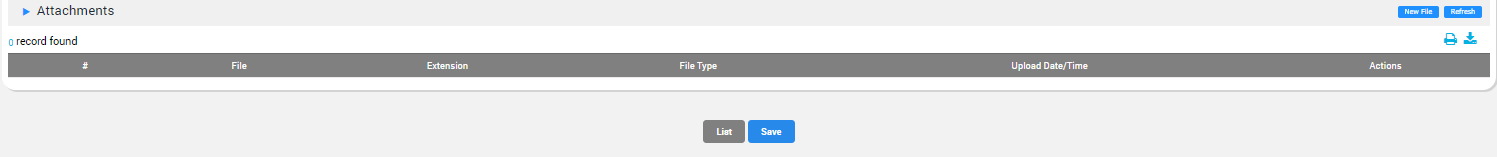 Attachments New File Refresh
0 record found
# File Extension File Type Upload Date/Time Actions
List Save